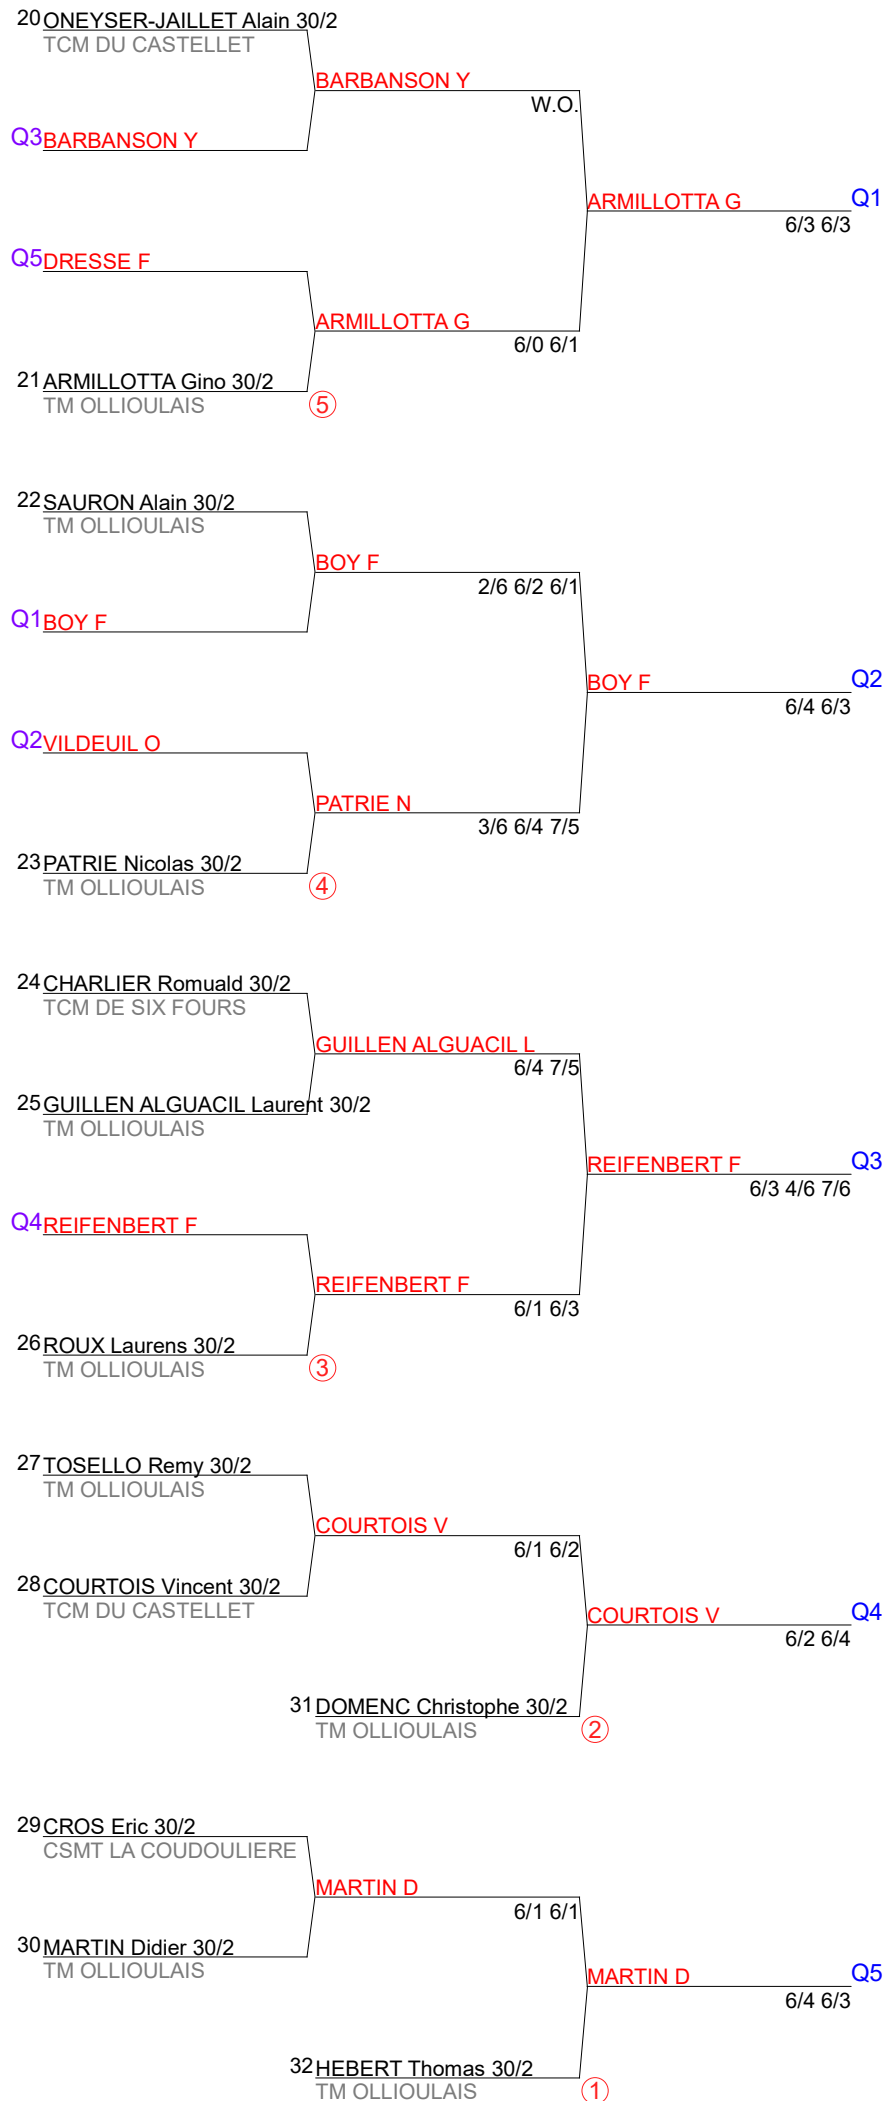 20 ONEYSER-JAILLET Alain 30/2
TCM DU CASTELLET
BARBANSON Y
W.O.
Q3 BARBANSON Y
ARMILLOTTA G Q1
6/3 6/3
Q5 DRESSE F
ARMILLOTTA G
6/0 6/1
21 ARMILLOTTA Gino 30/2
TM OLLIOULAIS 5
22 SAURON Alain 30/2
TM OLLIOULAIS
BOY F
2/6 6/2 6/1
Q1 BOY F
BOY F Q2
6/4 6/3
Q2 VILDEUIL O
PATRIE N
3/6 6/4 7/5
23 PATRIE Nicolas 30/2
TM OLLIOULAIS 4
24 CHARLIER Romuald 30/2
TCM DE SIX FOURS
GUILLEN ALGUACIL L
6/4 7/5
25 GUILLEN ALGUACIL Laurent 30/2
TM OLLIOULAIS
REIFENBERT F Q3
6/3 4/6 7/6
Q4 REIFENBERT F
REIFENBERT F
6/1 6/3
26 ROUX Laurens 30/2
TM OLLIOULAIS 3
27 TOSELLO Remy 30/2
TM OLLIOULAIS
COURTOIS V
6/1 6/2
28 COURTOIS Vincent 30/2
TCM DU CASTELLET
COURTOIS V Q4
6/2 6/4
31 DOMENC Christophe 30/2
TM OLLIOULAIS 2
29 CROS Eric 30/2
CSMT LA COUDOULIERE
MARTIN D
6/1 6/1
30 MARTIN Didier 30/2
TM OLLIOULAIS
MARTIN D Q5
6/4 6/3
32 HEBERT Thomas 30/2
TM OLLIOULAIS 1